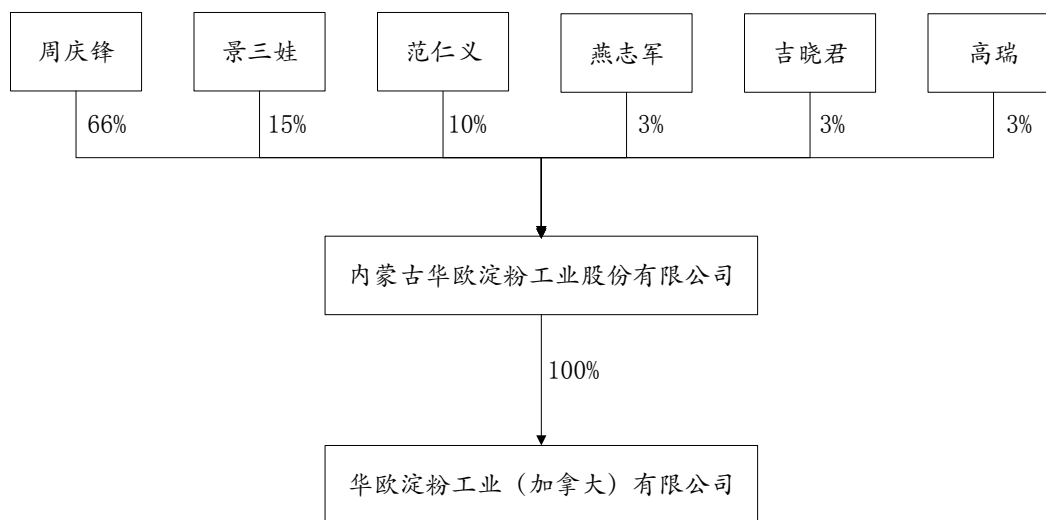 周庆锋 景三娃 范仁义 燕志军 吉晓君 高瑞
66% 15% 10% 3% 3% 3%
内蒙古华欧淀粉工业股份有限公司
100%
华欧淀粉工业（加拿大）有限公司